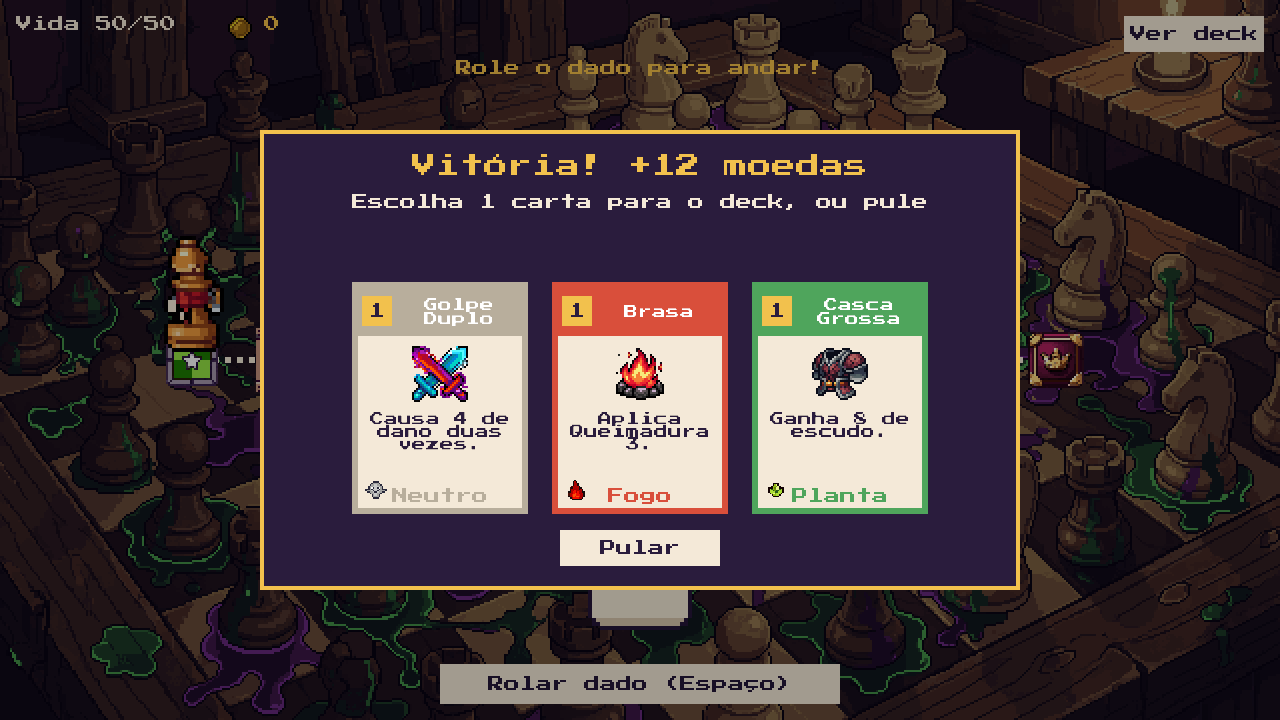 Vida 50/50
0
Ver deck
Role o dado para andar!
Vitória! +12 moedas
Escolha 1 carta para o deck, ou pule
1
Golpe
Duplo
Causa 4 de
dano duas
vezes.
Neutro
1
Brasa
Aplica
Queimadura
3.
Fogo
1
Casca
Grossa
Ganha 8 de
escudo.
Planta
Pular
Rolar dado (Espaço)